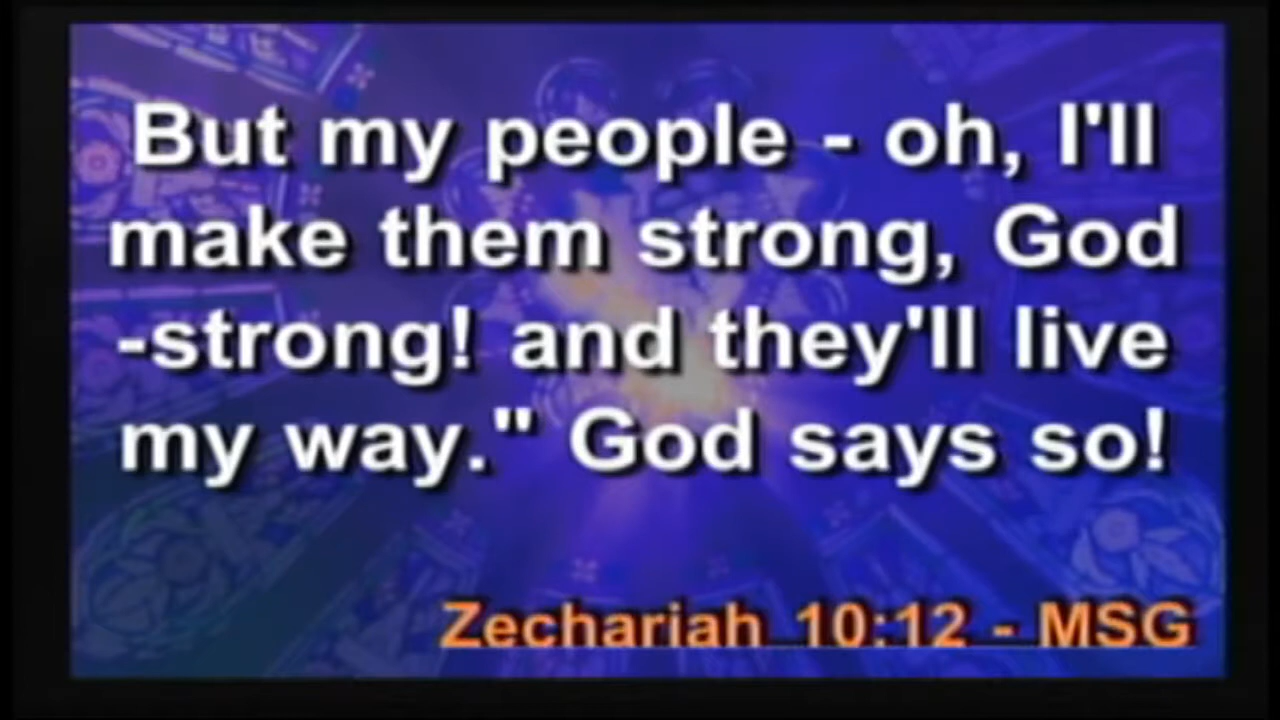 But my people - oh, I'll
make them strong, God
-strong! and they'll live
my way." God says so!
Zechariah 10:12 - MSG